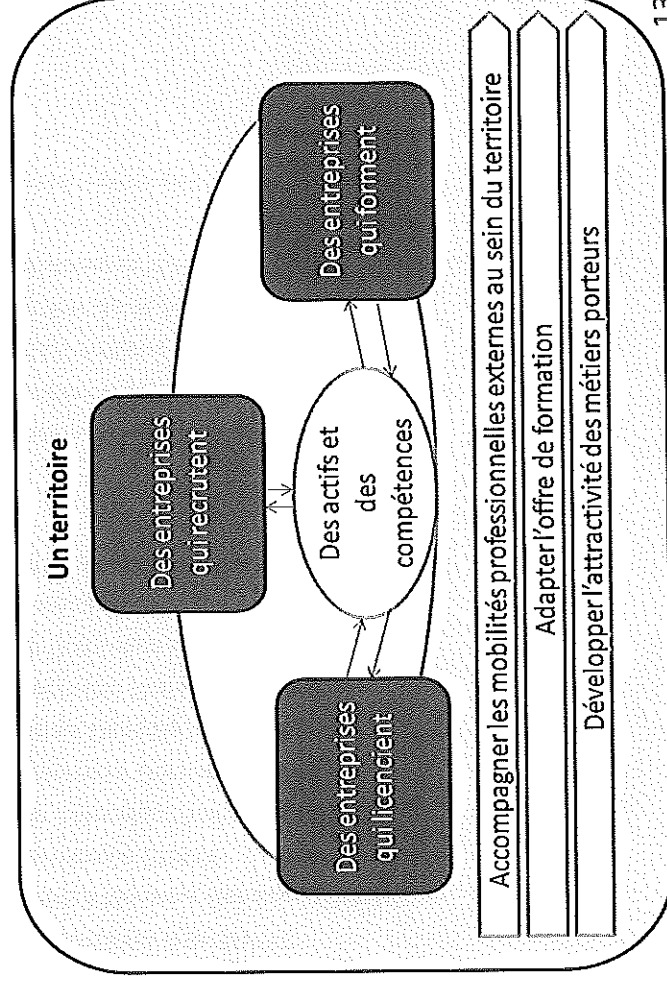 Un territoire
Des entreprises
qui recrutent
Des entreprises
qui licencient
Des actifs et
des
compétences
Des entreprises
qui forment
Accompagner les mobilités professionnelles externes au sein du territoire
Adapter l'offre de formation
Développer l'attractivité des métiers porteurs
13